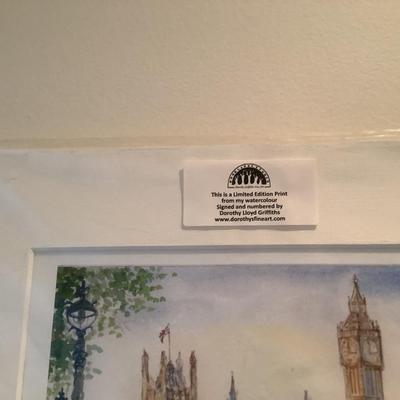 This is a Limited Edition Print
from my watercolour
Signed and numbered by
Dorothy Lloyd Griffiths
www.dorothysfineart.com